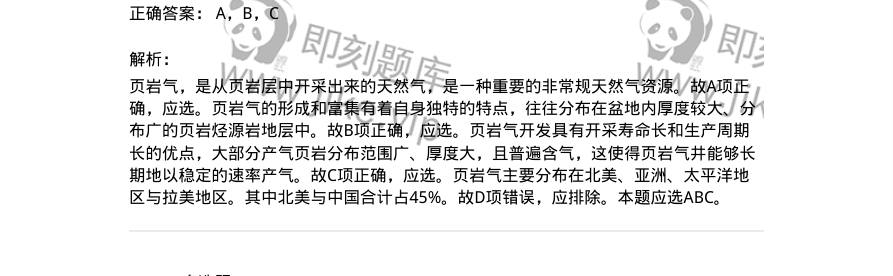 正确答案： A，B，C
即刻题库
即刻
解析：
页岩气，是从页岩层中开采出来的天然气，是一种重要的非常规天然气资源。故A项正
确，应选。页岩气的形成和富集有着自身独特的特点，往往分布在盆地内厚度较大、分
布广的页岩烃源岩地层中。故B项正确，应选。页岩气开发具有开采寿命长和生产周期
长的优点，大部分产气页岩分布范围广、厚度大，且普遍含气，这使得页岩气井能够长
期地以稳定的速率产气。故C项正确，应选。页岩气主要分布在北美、亚洲、太平洋地
区与拉美地区。其中北美与中国合计占45%。故D项错误，应排除。本题应选ABC。